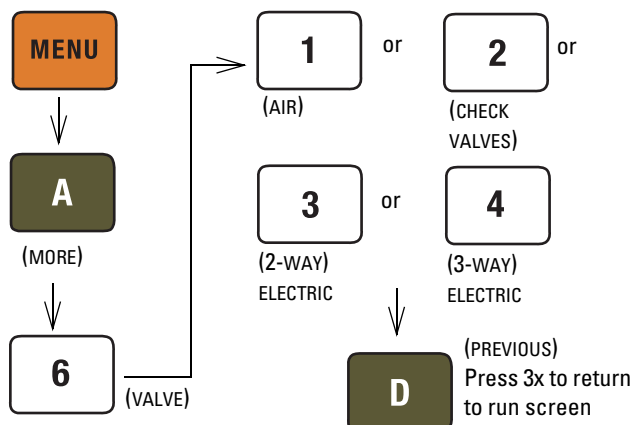 MENU
A
(MORE)
6
(VALVE)
1
or
(AIR)
2
or
(CHECK
VALVES)
3
or
(2-WAY)
ELECTRIC
4
(3-WAY)
ELECTRIC
D
(PREVIOUS)
Press 3x to return
to run screen